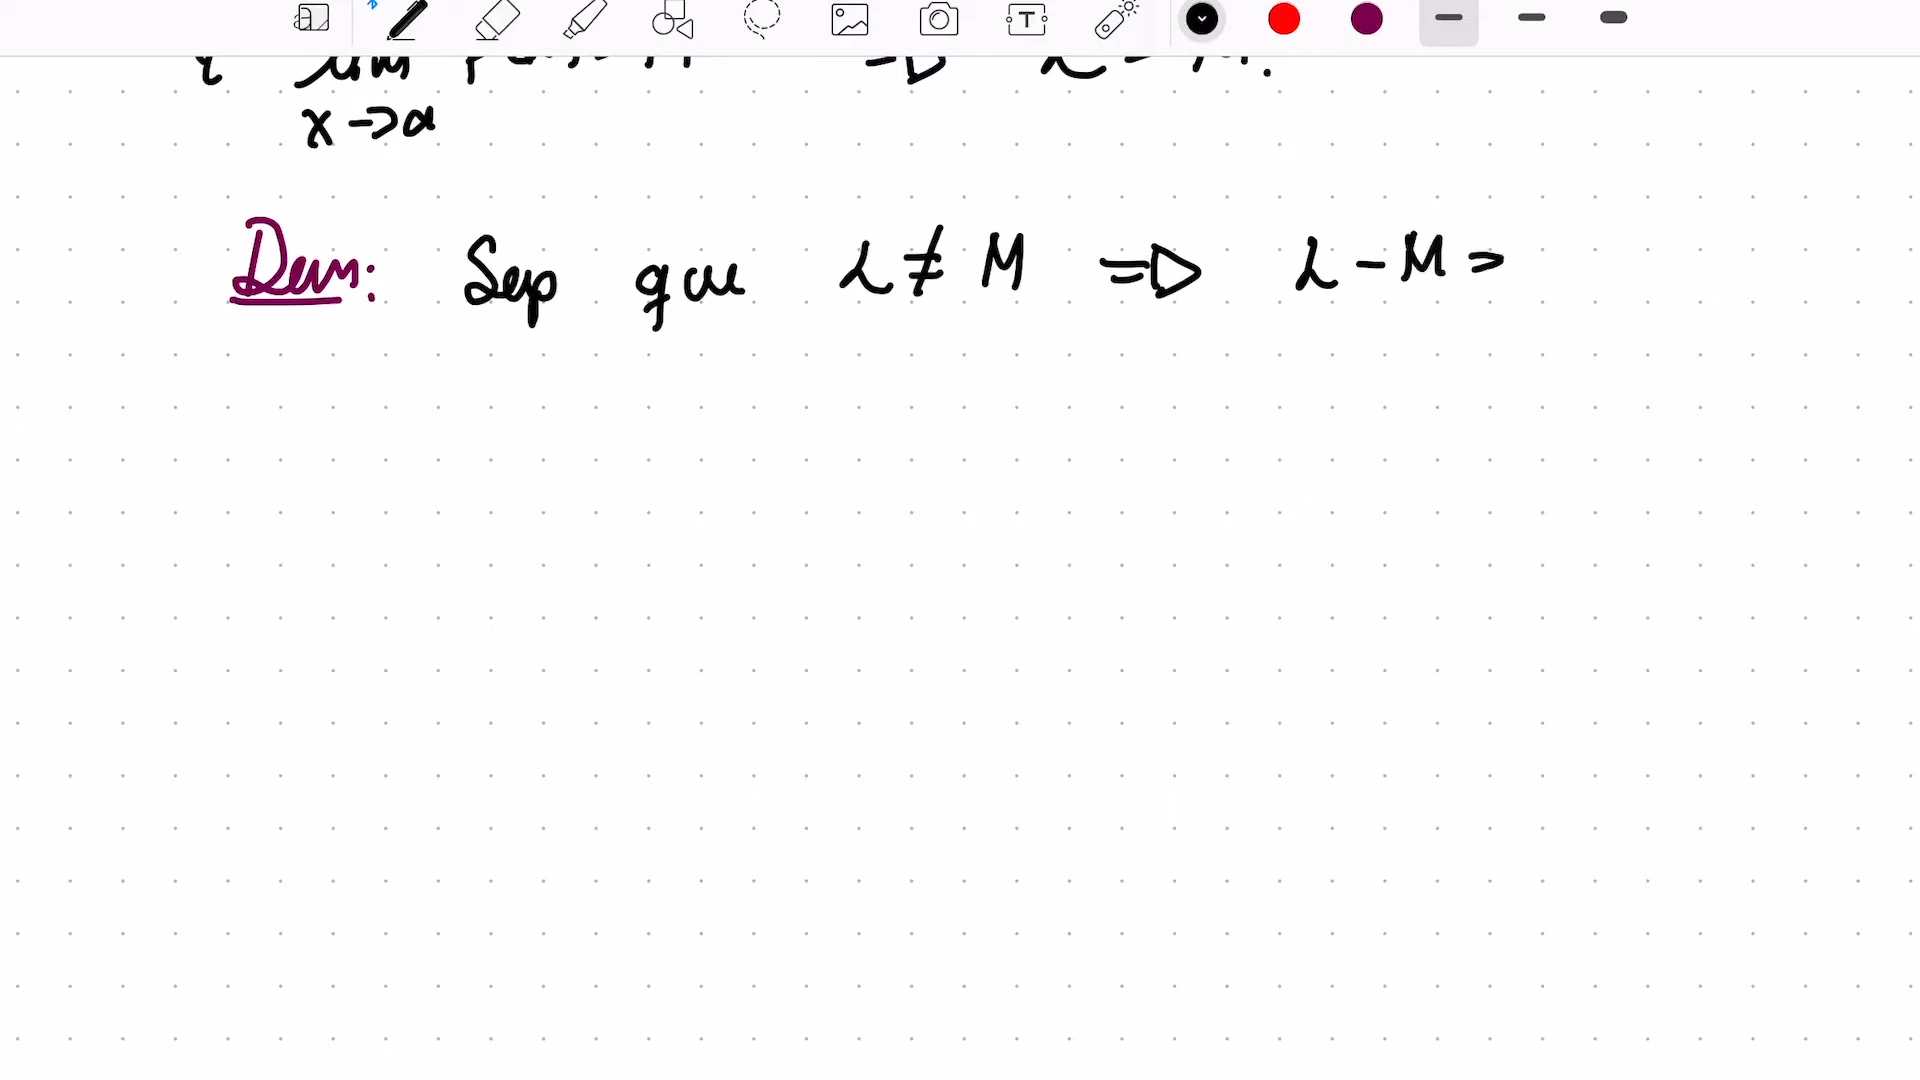 x → a
Dem: Sup que L ≠ M ⇒ L - M >